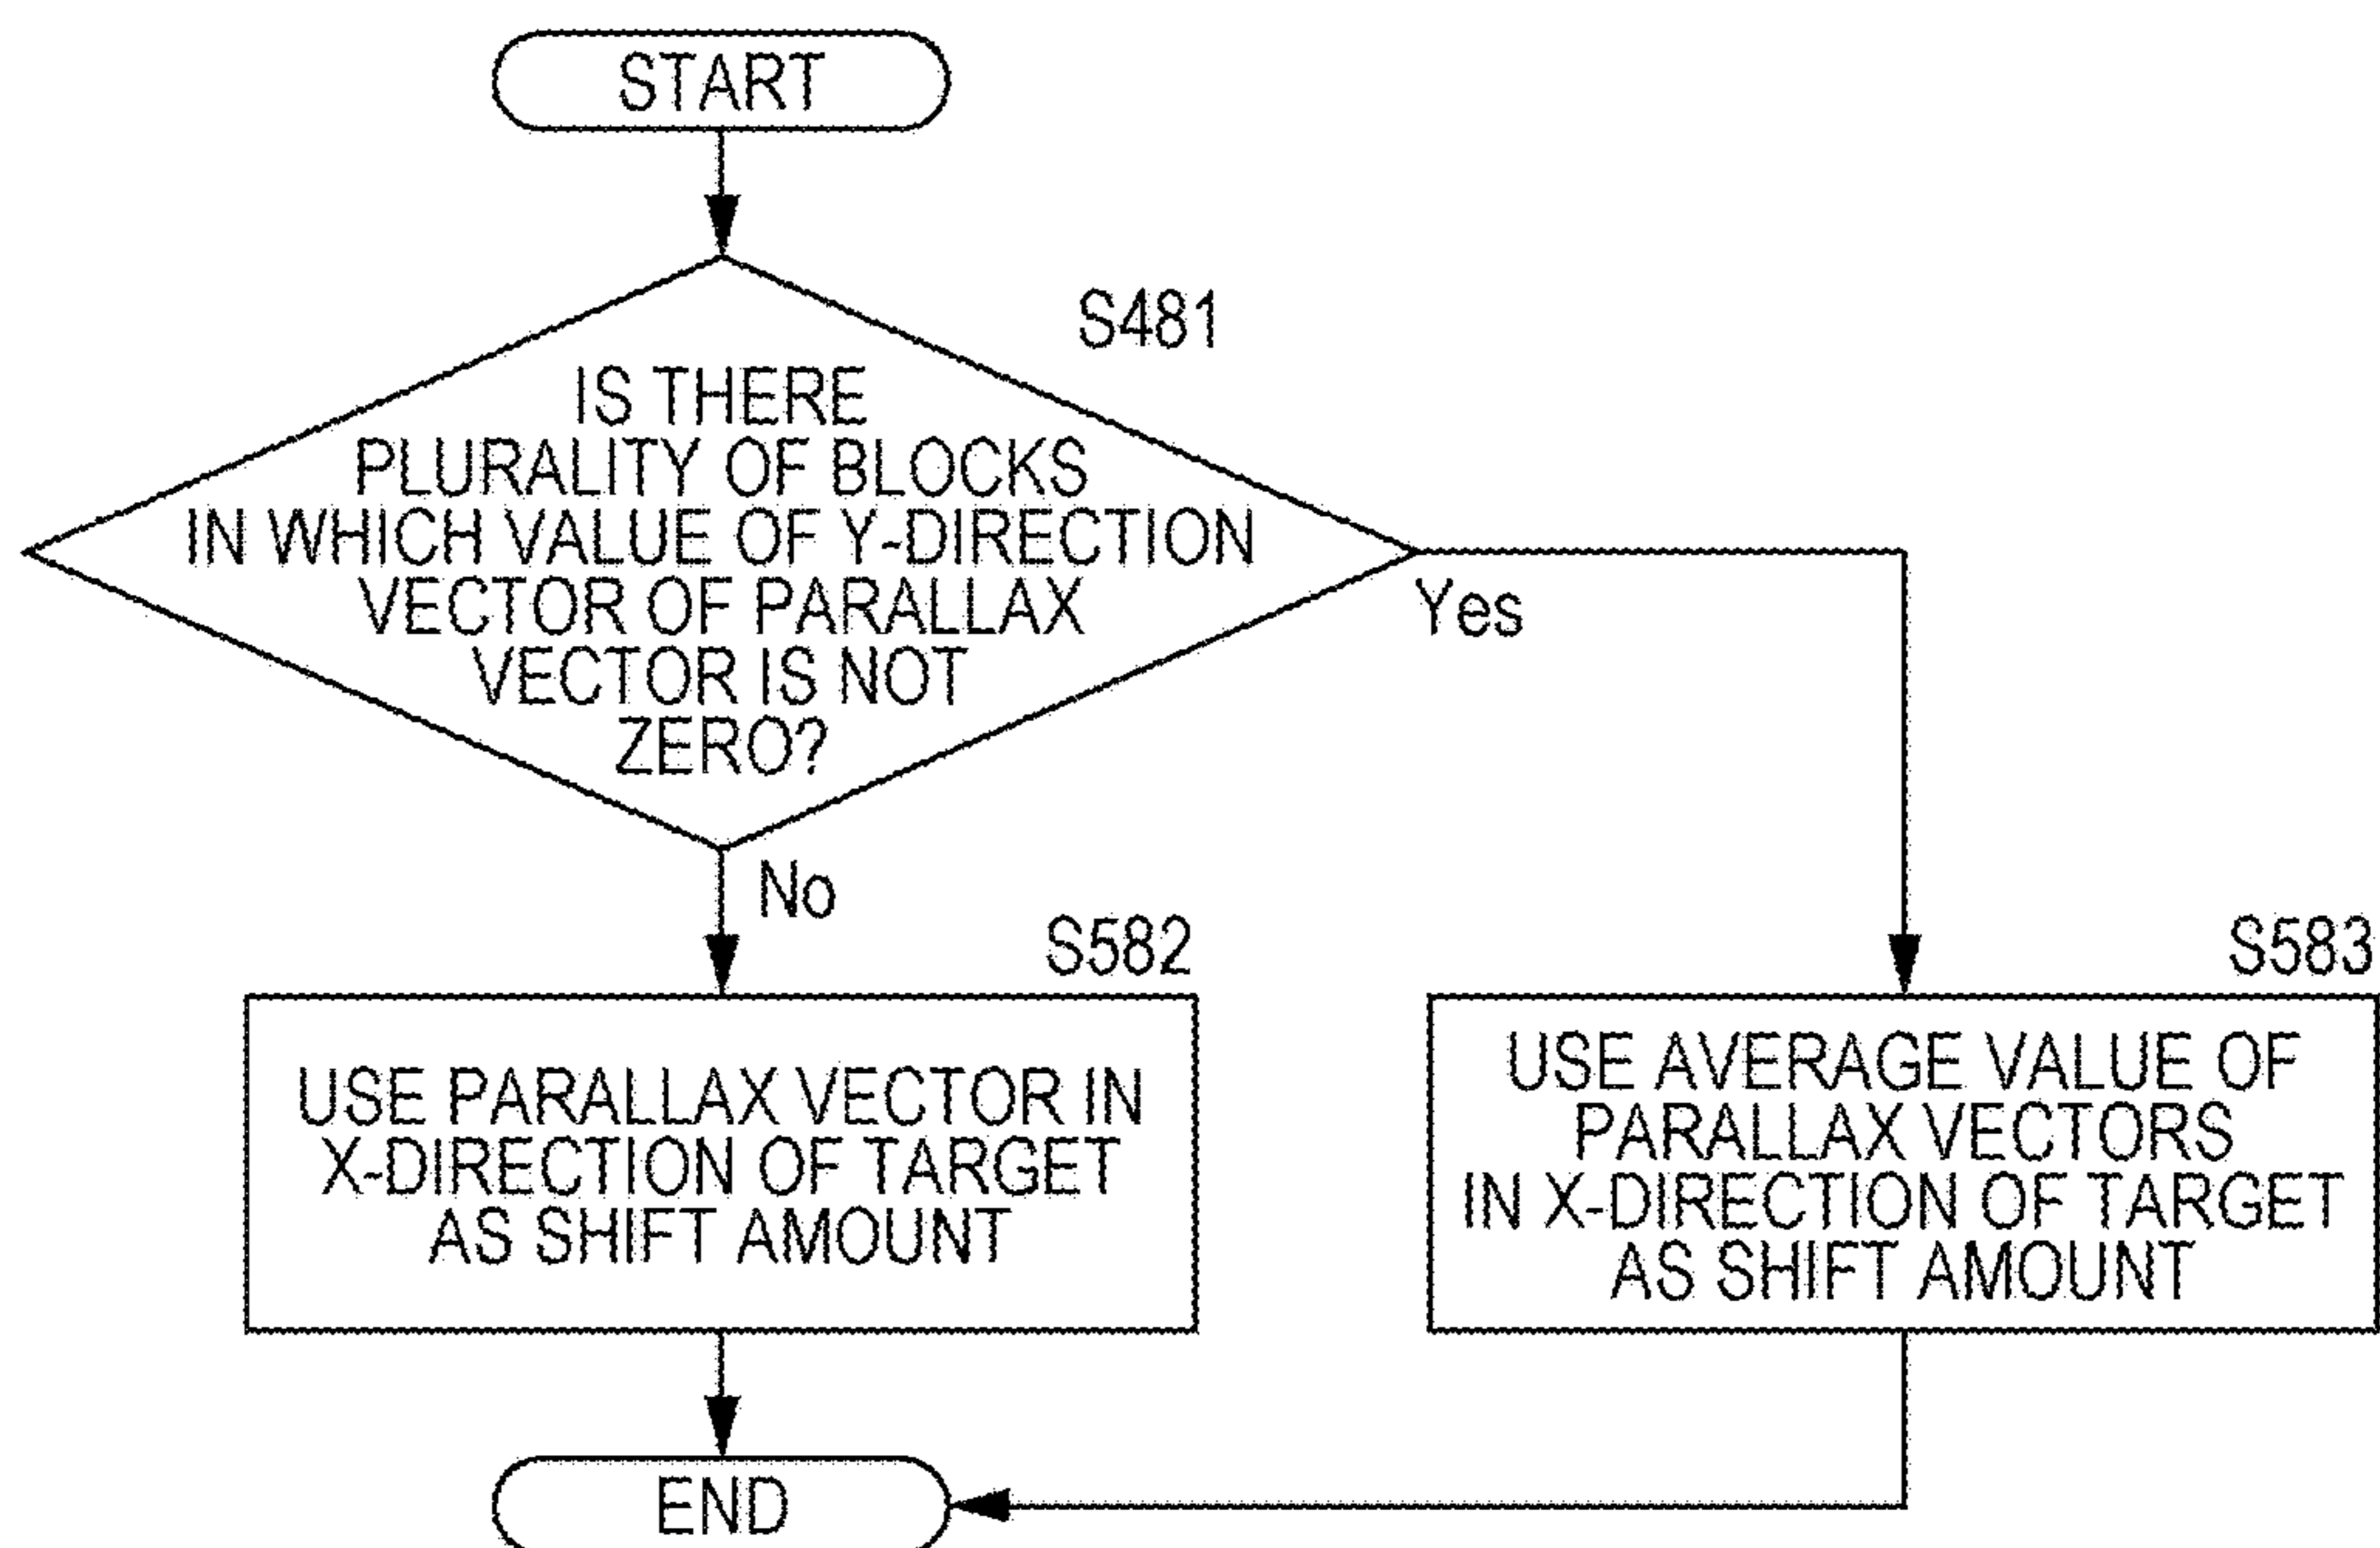 START
S481
IS THERE
PLURALITY OF BLOCKS
IN WHICH VALUE OF Y-DIRECTION
VECTOR OF PARALLAX
VECTOR IS NOT
ZERO?
Yes
No
S582
USE PARALLAX VECTOR IN
X-DIRECTION OF TARGET
AS SHIFT AMOUNT
S583
USE AVERAGE VALUE OF
PARALLAX VECTORS
IN X-DIRECTION OF TARGET
AS SHIFT AMOUNT
END